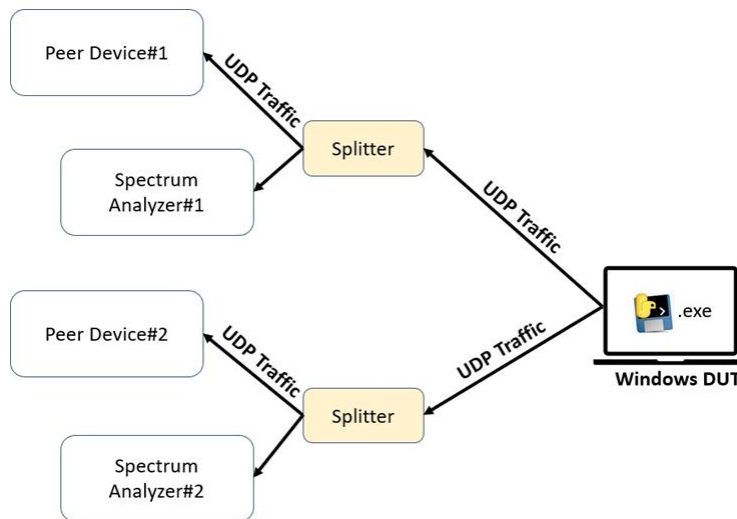 Peer Device#1
UDP Traffic
Splitter
Spectrum
Analyzer#1
UDP Traffic
Peer Device#2
UDP Traffic
.exe
UDP Traffic
Windows DUT
Splitter
Spectrum
Analyzer#2